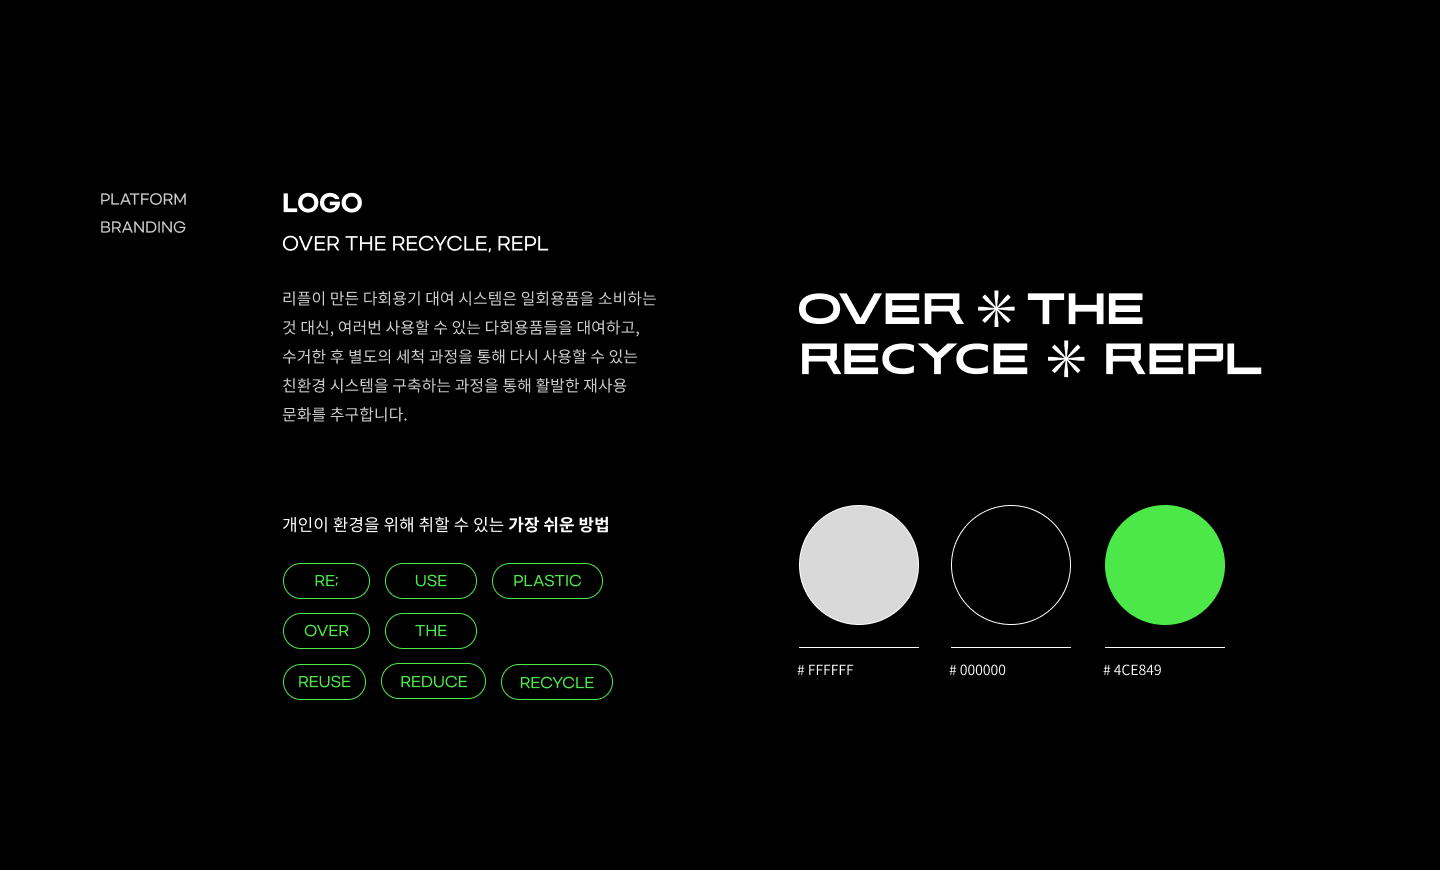 PLATFORM
BRANDING
LOGO
OVER THE RECYCLE, REPL
리플이 만든 다회용기 대여 시스템은 일회용품을 소비하는
것 대신, 여러번 사용할 수 있는 다회용품들을 대여하고,
수거한 후 별도의 세척 과정을 통해 다시 사용할 수 있는
친환경 시스템을 구축하는 과정을 통해 활발한 재사용
문화를 추구합니다.
개인이 환경을 위해 취할 수 있는 가장 쉬운 방법
RE; USE PLASTIC
OVER THE
REUSE REDUCE RECYCLE
OVER THE
RECYCE REPL
# FFFFFF
# 000000
# 4CE849